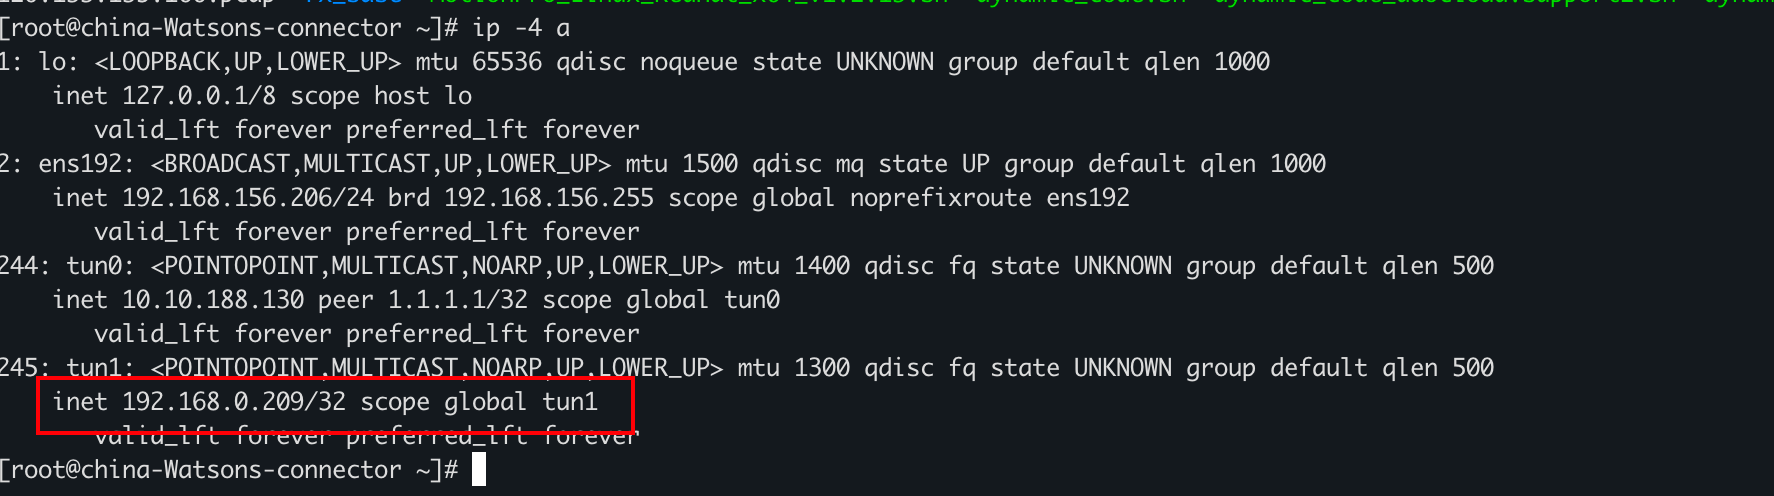 [root@china-Watsons-connector ~]# ip -4 a
1: lo: <LOOPBACK,UP,LOWER_UP> mtu 65536 qdisc noqueue state UNKNOWN group default qlen 1000
inet 127.0.0.1/8 scope host lo
valid_lft forever preferred_lft forever
2: ens192: <BROADCAST,MULTICAST,UP,LOWER_UP> mtu 1500 qdisc mq state UP group default qlen 1000
inet 192.168.156.206/24 brd 192.168.156.255 scope global noprefixroute ens192
valid_lft forever preferred_lft forever
244: tun0: <POINTOPOINT,MULTICAST,NOARP,UP,LOWER_UP> mtu 1400 qdisc fq state UNKNOWN group default qlen 500
inet 10.10.188.130 peer 1.1.1.1/32 scope global tun0
valid_lft forever preferred_lft forever
245: tun1: <POINTOPOINT,MULTICAST,NOARP,UP,LOWER_UP> mtu 1300 qdisc fq state UNKNOWN group default qlen 500
inet 192.168.0.209/32 scope global tun1
valid_lft forever preferred_lft forever
[root@china-Watsons-connector ~]#